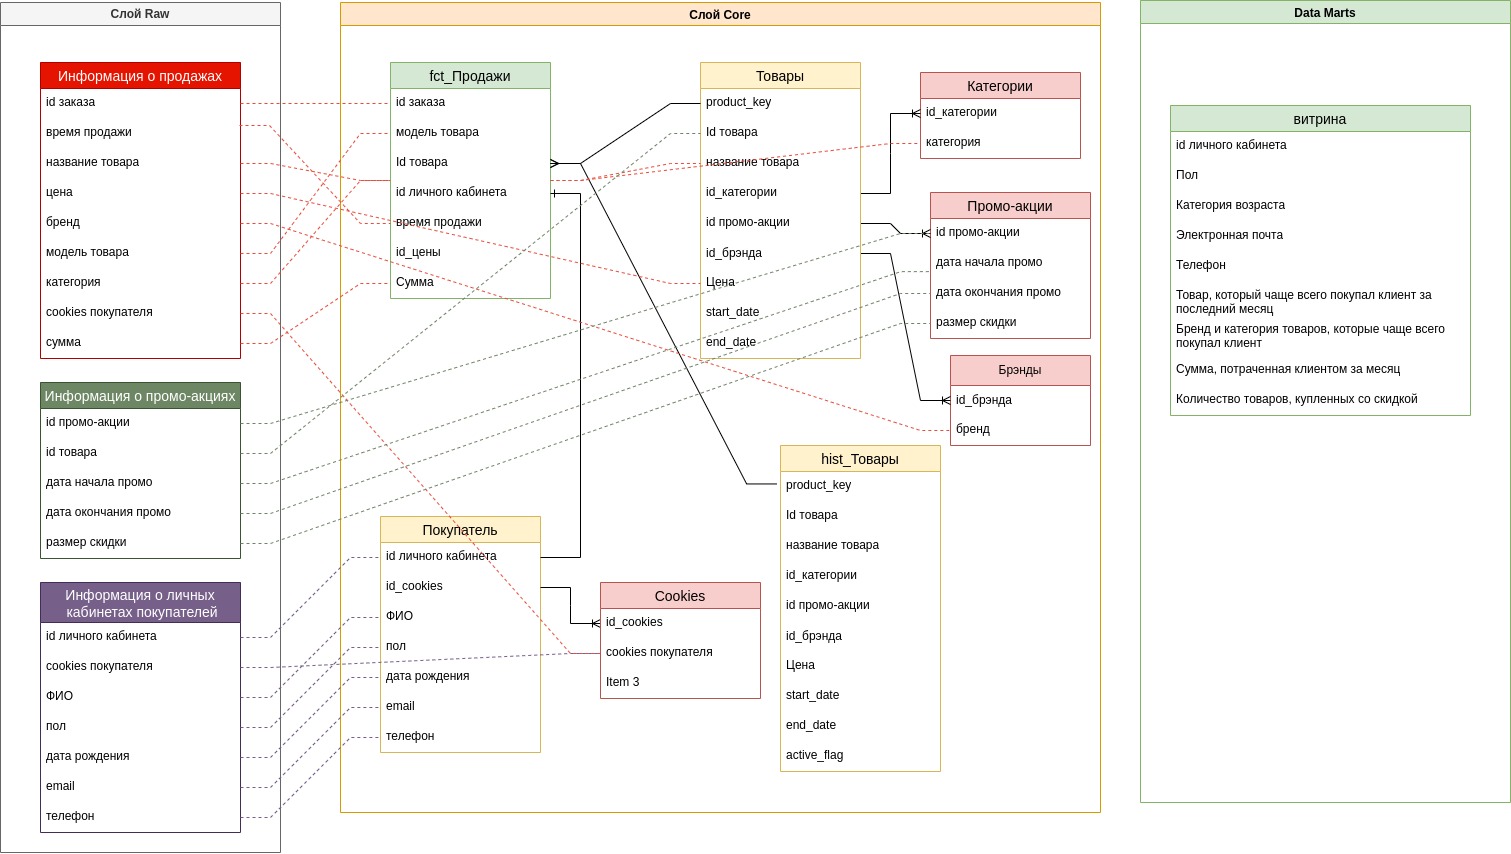 Слой Raw
Информация о продажах
id заказа
время продажи
название товара
цена
бренд
модель товара
категория
cookies покупателя
сумма
Информация о промо-акциях
id промо-акции
id товара
дата начала промо
дата окончания промо
размер скидки
Информация о личных
кабинетах покупателей
id личного кабинета
cookies покупателя
ФИО
пол
дата рождения
email
телефон
Слой Core
fct_Продажи
id заказа
модель товара
Id товара
id личного кабинета
время продажи
id_цены
Сумма
Товары
product_key
Id товара
название товара
id_категории
id промо-акции
id_брэнда
Цена
start_date
end_date
Категории
id_категории
категория
Промо-акции
id промо-акции
дата начала промо
дата окончания промо
размер скидки
Брэнды
id_брэнда
бренд
hist_Товары
product_key
Id товара
название товара
id_категории
id промо-акции
id_брэнда
Цена
start_date
end_date
active_flag
Покупатель
id личного кабинета
id_cookies
ФИО
пол
дата рождения
email
телефон
Cookies
id_cookies
cookies покупателя
Item 3
Data Marts
витрина
id личного кабинета
Пол
Категория возраста
Электронная почта
Телефон
Товар, который чаще всего покупал клиент за
последний месяц
Бренд и категория товаров, которые чаще всего
покупал клиент
Сумма, потраченная клиентом за месяц
Количество товаров, купленных со скидкой